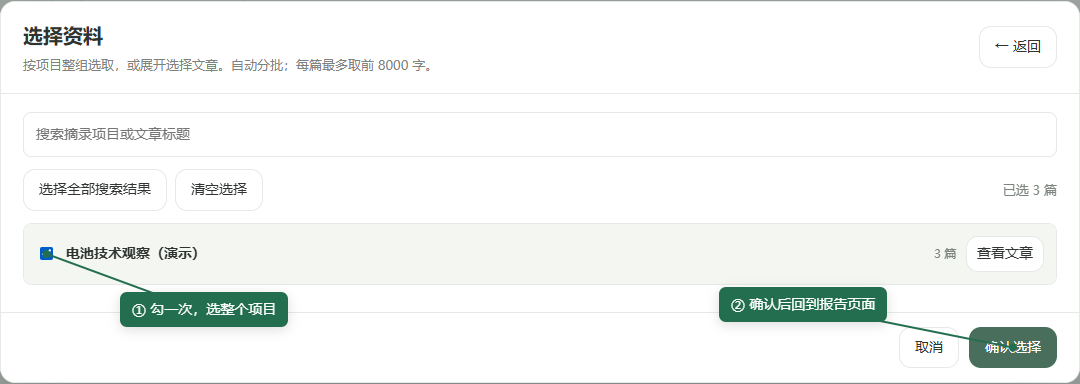 选择资料
← 返回
按项目整组选取，或展开选择文章。自动分批；每篇最多取前 8000 字。
搜索摘录项目或文章标题
选择全部搜索结果
清空选择
已选 3 篇
电池技术观察（演示）
3 篇
查看文章
① 勾一次，选整个项目
② 确认后回到报告页面
取消
确认选择